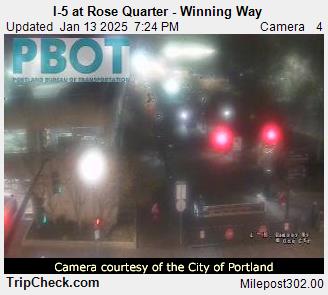 I-5 at Rose Quarter - Winning Way
Updated Jan 13 2025 7:24 PM Camera 4
PBOT
PORTLAND BUREAU OF TRANSPORTATION
Camera courtesy of the City of Portland
TripCheck.com Milepost302.00